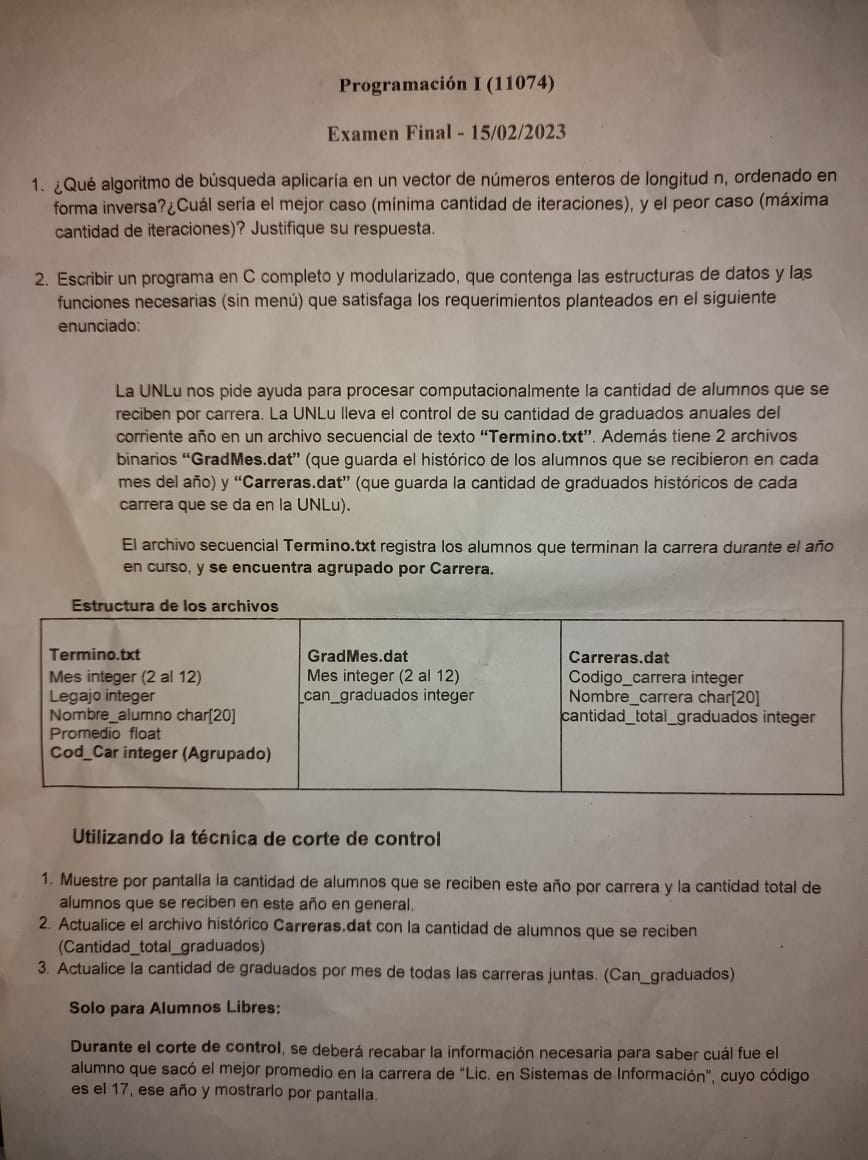 Programación I (11074)
Examen Final - 15/02/2023
1. ¿Qué algoritmo de búsqueda aplicaría en un vector de números enteros de longitud n, ordenado en
forma inversa?¿Cuál sería el mejor caso (mínima cantidad de iteraciones), y el peor caso (máxima
cantidad de iteraciones)? Justifique su respuesta.
2. Escribir un programa en C completo y modularizado, que contenga las estructuras de datos y las
funciones necesarias (sin menú) que satisfaga los requerimientos planteados en el siguiente
enunciado:
La UNLu nos pide ayuda para procesar computacionalmente la cantidad de alumnos que se
reciben por carrera. La UNLu lleva el control de su cantidad de graduados anuales del
corriente año en un archivo secuencial de texto “Termino.txt”. Además tiene 2 archivos
binarios “GradMes.dat” (que guarda el histórico de los alumnos que se recibieron en cada
mes del año) y “Carreras.dat” (que guarda la cantidad de graduados históricos de cada
carrera que se da en la UNLu).
El archivo secuencial Termino.txt registra los alumnos que terminan la carrera durante el año
en curso, y se encuentra agrupado por Carrera.
Estructura de los archivos
Termino.txt
Mes integer (2 al 12)
Legajo integer
Nombre_alumno char[20]
Promedio float
Cod_Car integer (Agrupado)
GradMes.dat
Mes integer (2 al 12)
can_graduados integer
Carreras.dat
Codigo_carrera integer
Nombre_carrera char[20]
cantidad_total_graduados integer
Utilizando la técnica de corte de control
1. Muestre por pantalla la cantidad de alumnos que se reciben este año por carrera y la cantidad total de
alumnos que se reciben en este año en general.
2. Actualice el archivo histórico Carreras.dat con la cantidad de alumnos que se reciben
(Cantidad_total_graduados)
3. Actualice la cantidad de graduados por mes de todas las carreras juntas. (Can_graduados)
Solo para Alumnos Libres:
Durante el corte de control, se deberá recabar la información necesaria para saber cuál fue el
alumno que sacó el mejor promedio en la carrera de "Lic. en Sistemas de Información", cuyo código
es el 17, ese año y mostrarlo por pantalla.